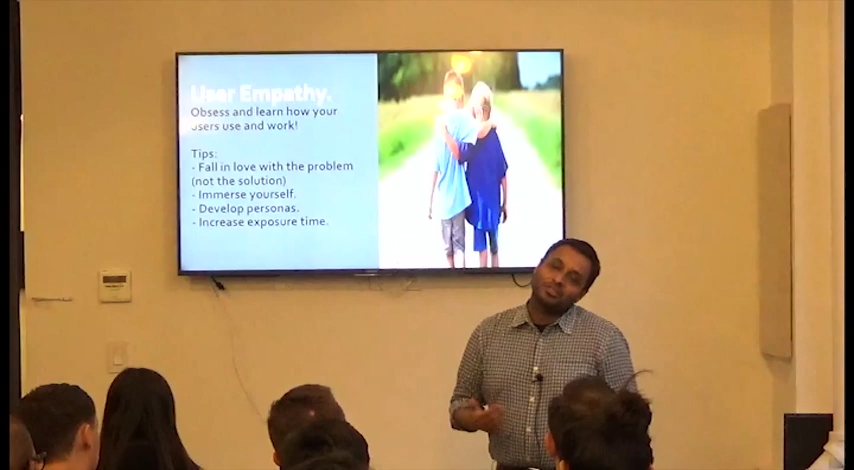 User Empathy.
Obsess and learn how your
users use and work!
Tips:
- Fall in love with the problem
(not the solution)
- Immerse yourself.
- Develop personas.
- Increase exposure time.